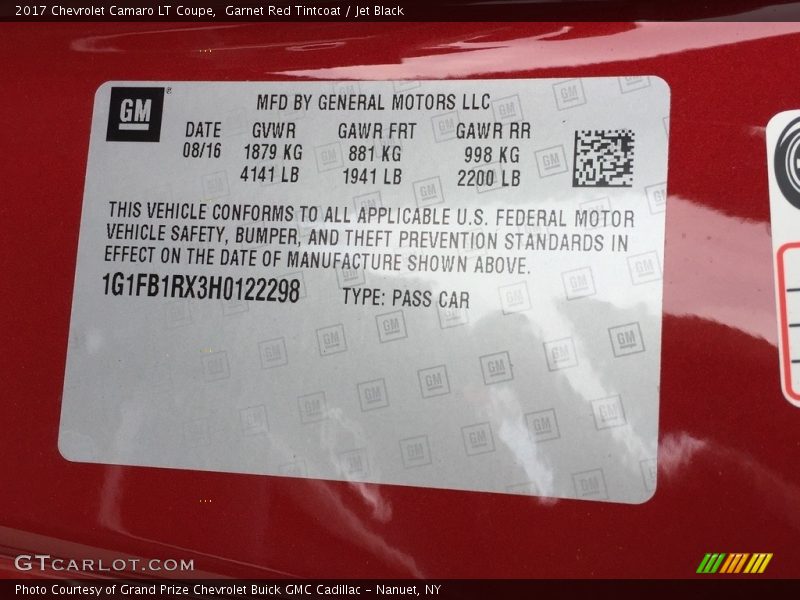 2017 Chevrolet Camaro LT Coupe,  Garnet Red Tintcoat / Jet Black
GM ®
MFD BY GENERAL MOTORS LLC
DATE GVWR GAWR FRT GAWR RR
08/16 1879 KG 881 KG 998 KG
4141 LB 1941 LB 2200 LB
THIS VEHICLE CONFORMS TO ALL APPLICABLE U.S. FEDERAL MOTOR
VEHICLE SAFETY, BUMPER, AND THEFT PREVENTION STANDARDS IN
EFFECT ON THE DATE OF MANUFACTURE SHOWN ABOVE.
1G1FB1RX3H0122298 TYPE: PASS CAR
GTCARLOT.COM
Photo Courtesy of Grand Prize Chevrolet Buick GMC Cadillac - Nanuet, NY